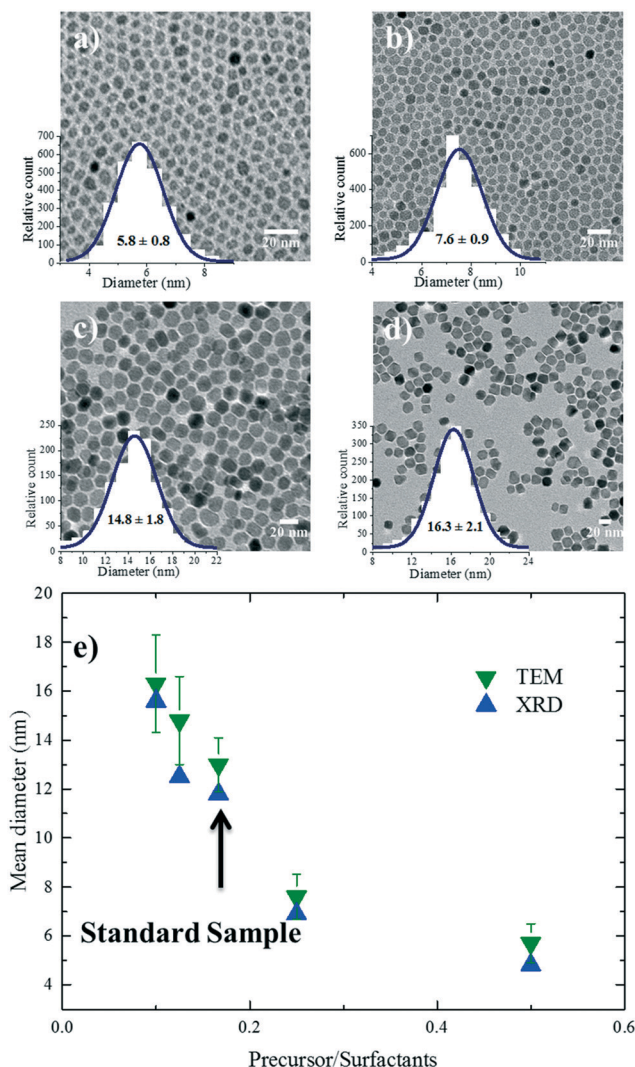 a)
700
600
500
400
300
200
100
0
Relative count
5.8 ± 0.8
20 nm
4 6 8
Diameter (nm)
b)
800
600
400
200
0
Relative count
7.6 ± 0.9
20 nm
4 6 8 10
Diameter (nm)
c)
250
200
150
100
50
0
Relative count
14.8 ± 1.8
20 nm
8 10 12 14 16 18 20 22
Diameter (nm)
d)
350
300
250
200
150
100
50
0
Relative count
16.3 ± 2.1
20 nm
8 12 16 20 24
Diameter (nm)
e)
20
18
16
14
12
10
8
6
4
Mean diameter (nm)
TEM
XRD
Standard Sample
0.0 0.2 0.4 0.6
Precursor/Surfactants